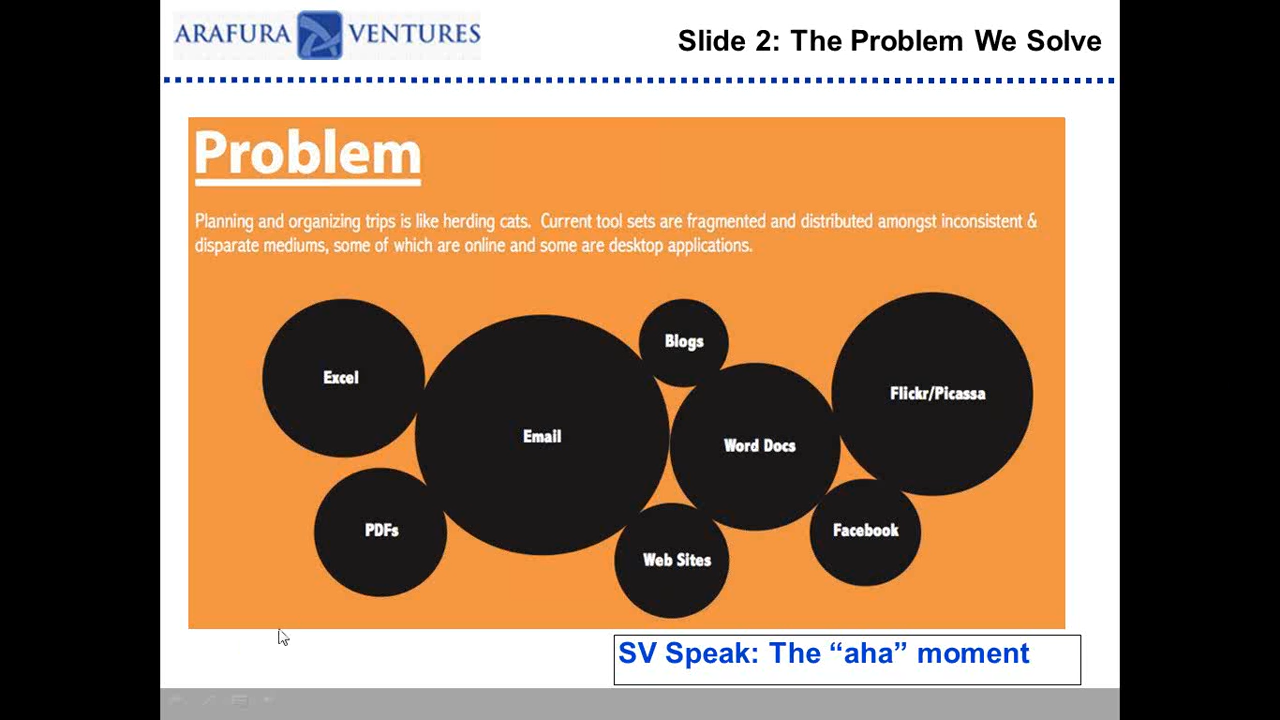 ARAFURA VENTURES
Slide 2: The Problem We Solve
Problem
Planning and organizing trips is like herding cats. Current tool sets are fragmented and distributed amongst inconsistent &
disparate mediums, some of which are online and some are desktop applications.
Blogs
Excel
Flickr/Picassa
Email
Word Docs
PDFs
Facebook
Web Sites
SV Speak: The “aha” moment